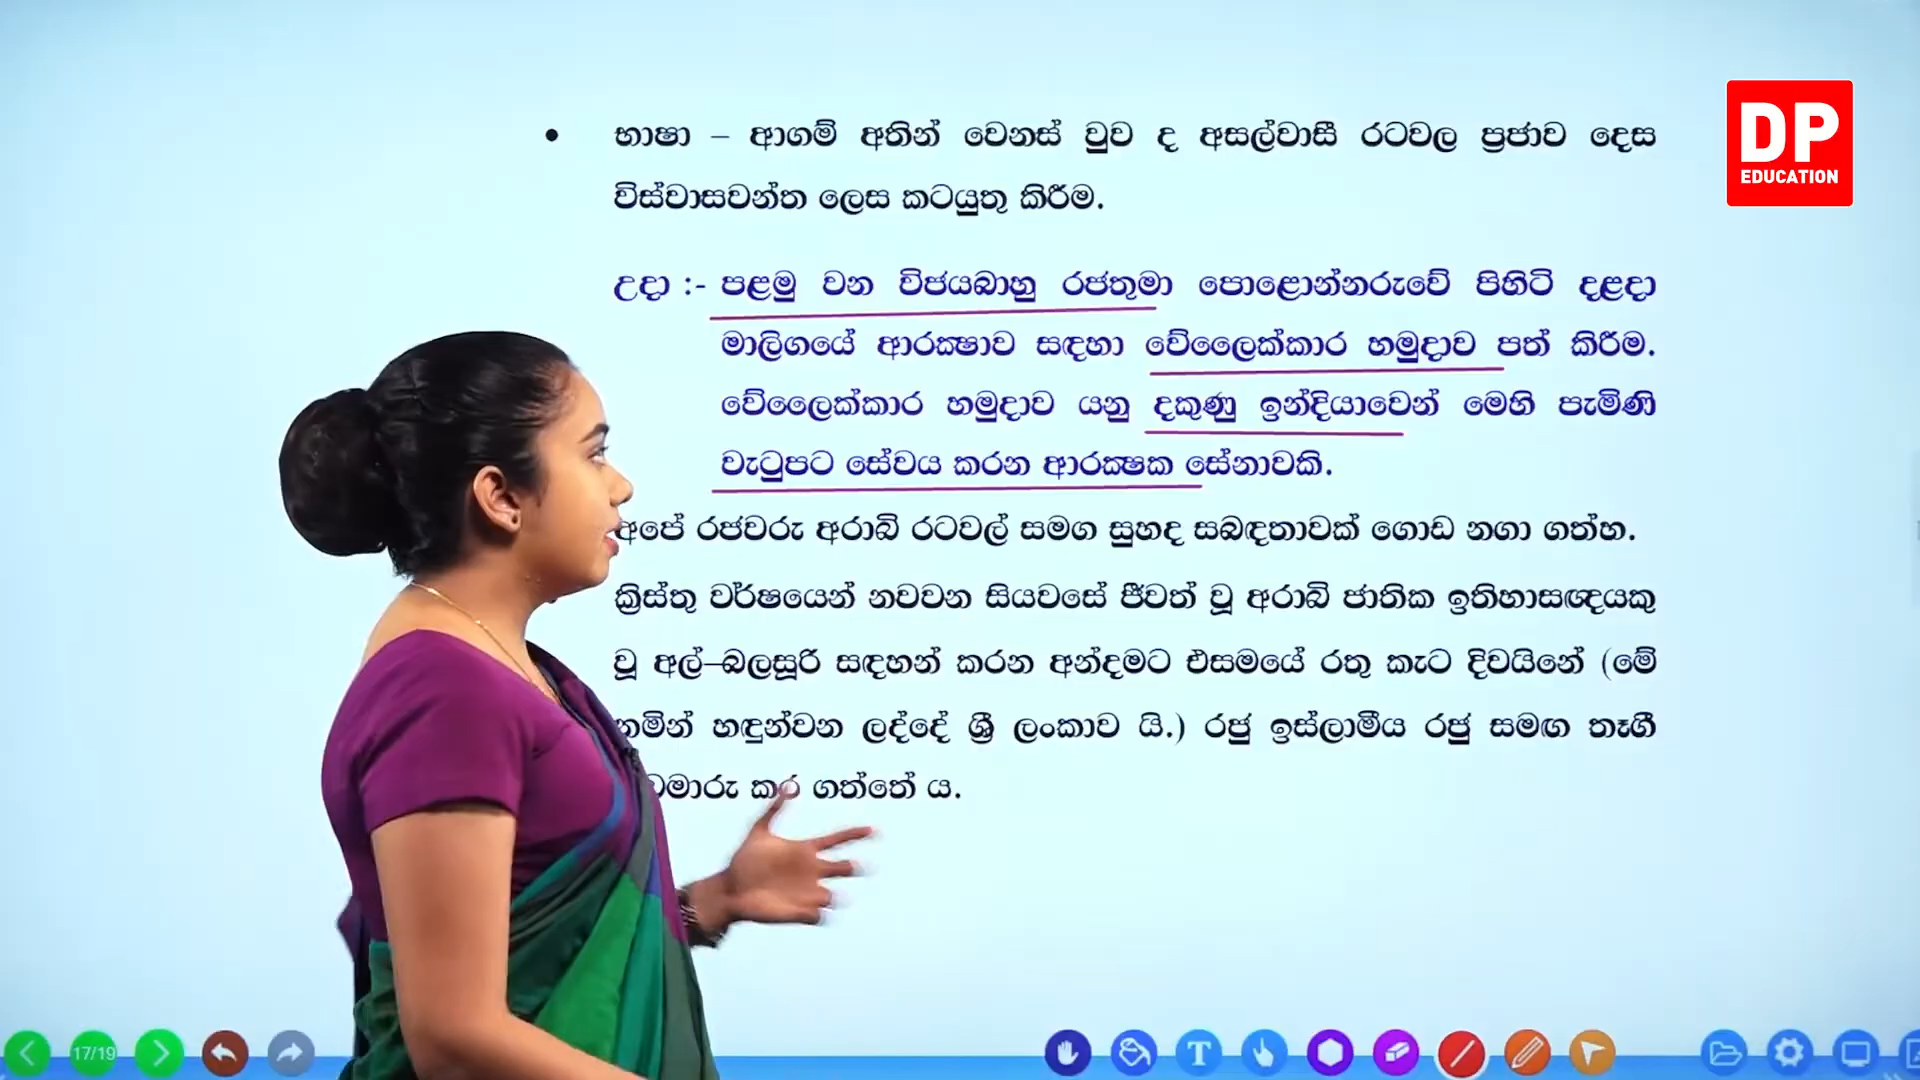 DP
EDUCATION
• භාෂා – ආගම් අතින් වෙනස් වුව ද අසල්වාසී රටවල ප්‍රජාව දෙස
විස්වාසවන්ත ලෙස කටයුතු කිරීම.
උදා :- පළමු වන විජයබාහු රජතුමා පොළොන්නරුවේ පිහිටි දළදා
මාලිගයේ ආරක්‍ෂාව සඳහා වේලෛක්කාර හමුදාව පත් කිරීම.
වේලෛක්කාර හමුදාව යනු දකුණු ඉන්දියාවෙන් මෙහි පැමිණි
වැටුපට සේවය කරන ආරක්‍ෂක සේනාවකි.
අපේ රජවරු අරාබි රටවල් සමග සුහද සබඳතාවක් ගොඩ නගා ගත්හ.
ක්‍රිස්තු වර්ෂයෙන් නවවන සියවසේ ජීවත් වූ අරාබි ජාතික ඉතිහාසඥයකු
වූ අල්–බලසූරි සඳහන් කරන අන්දමට එසමයේ රතු කැට දිවයිනේ (මේ
නමින් හඳුන්වන ලද්දේ ශ්‍රී ලංකාව යි.) රජු ඉස්ලාමීය රජු සමඟ තෑගී
කර ගත්තේ ය.
17/19
T